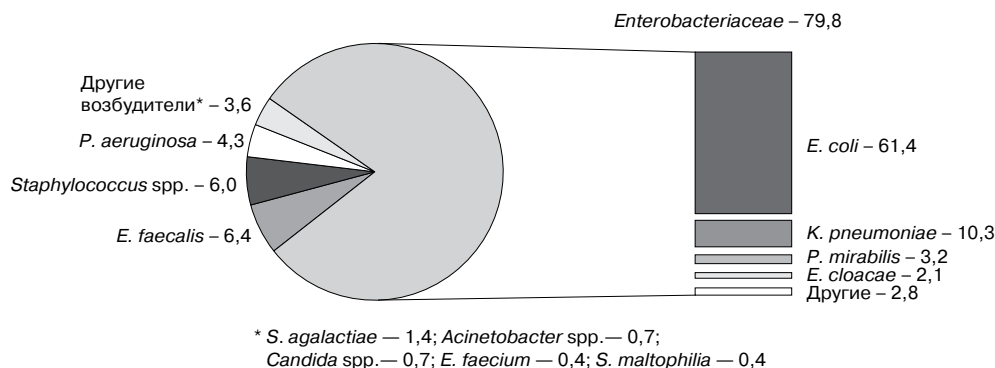 Enterobacteriaceae – 79,8
Другие
возбудители* – 3,6
P. aeruginosa – 4,3
Staphylococcus spp. – 6,0
E. faecalis – 6,4
E. coli – 61,4
K. pneumoniae – 10,3
P. mirabilis – 3,2
E. cloacae – 2,1
Другие – 2,8
* S. agalactiae — 1,4; Acinetobacter spp.— 0,7;
Candida spp.— 0,7; E. faecium — 0,4; S. maltophilia — 0,4